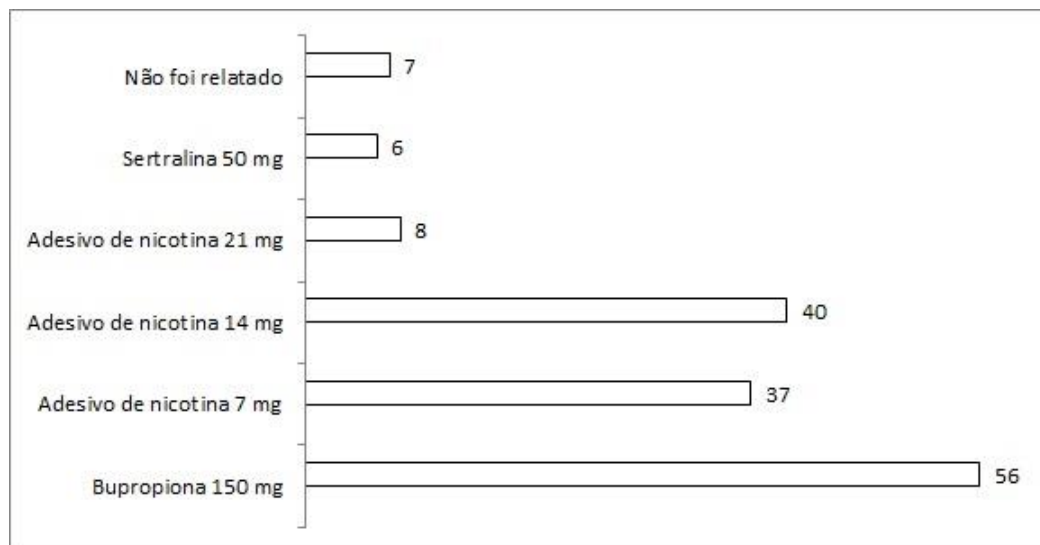 Não foi relatado 7
Sertralina 50 mg 6
Adesivo de nicotina 21 mg 8
Adesivo de nicotina 14 mg 40
Adesivo de nicotina 7 mg 37
Bupropiona 150 mg 56